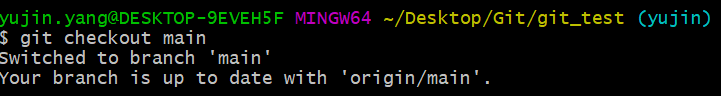 yujin.yang@DESKTOP-9EVEH5F MINGW64 ~/Desktop/Git/git_test (yujin)
$ git checkout main
Switched to branch 'main'
Your branch is up to date with 'origin/main'.